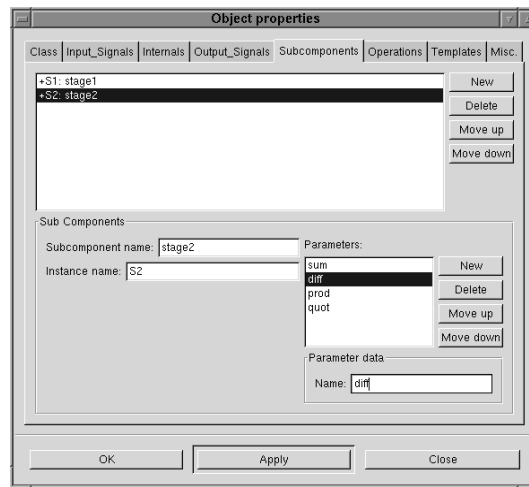 Object properties
Class Input_Signals Internals Output_Signals Subcomponents Operations Templates Misc.
+S1: stage1
+S2: stage2
New
Delete
Move up
Move down
Sub Components
Subcomponent name: stage2
Instance name: S2
Parameters:
sum
diff
prod
quot
New
Delete
Move up
Move down
Parameter data
Name: diff
OK Apply Close